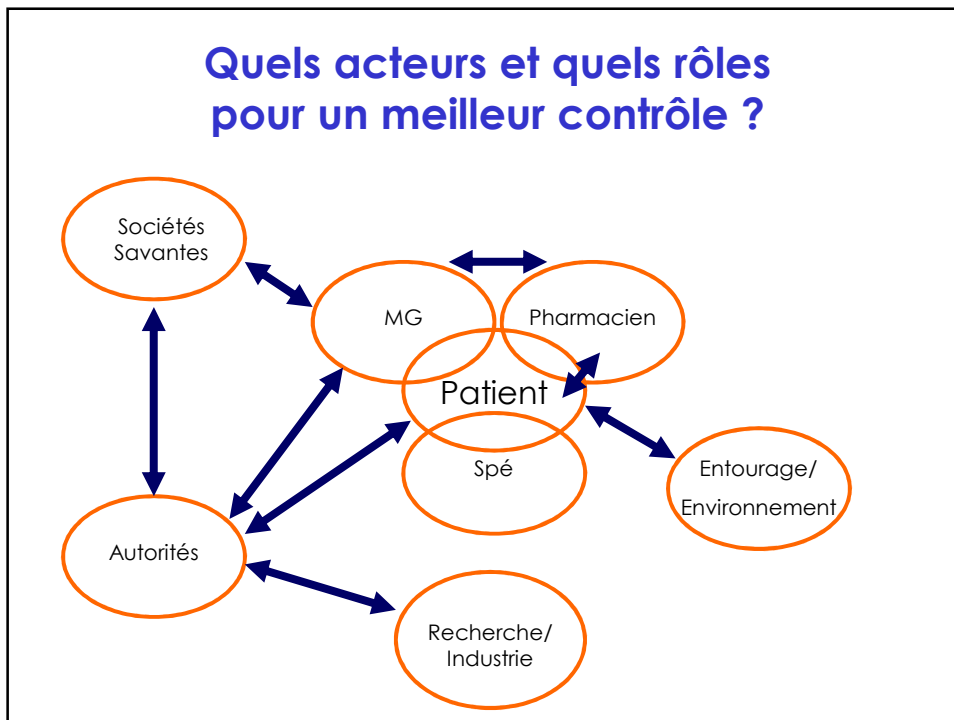 Quels acteurs et quels rôles
pour un meilleur contrôle ?
Sociétés
Savantes
MG
Pharmacien
Patient
Spé
Entourage/
Environnement
Autorités
Recherche/
Industrie